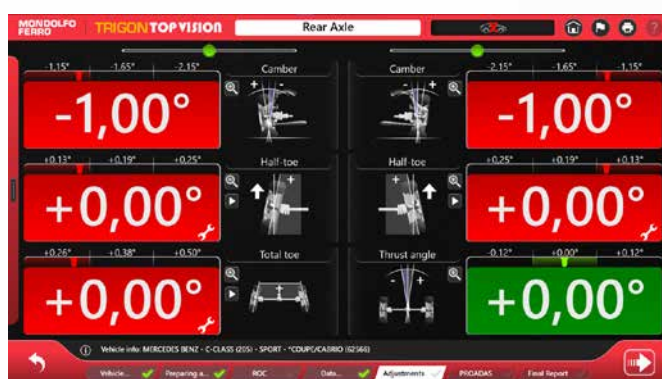 MONDOLFO FERRO TRIGON TOP VISION Rear Axle ?
-1,15° -1,65° -2,15° Camber Camber -2,15° -1,65° -1,15°
-1,00° + - - + -1,00°
+0,13° +0,19° +0,25° Half-toe Half-toe +0,25° +0,19° +0,13°
+0,00° + + +0,00°
+0,26° +0,38° +0,50° Total toe Thrust angle -0,12° +0,00° +0,12°
+0,00° + - + +0,00°
Vehicle info: MERCEDES BENZ - C-CLASS (205) - SPORT - *COUPE/CABRIO (62566)
Vehicle... Preparing a... ROC Data... Adjustments PROADAS Final Report